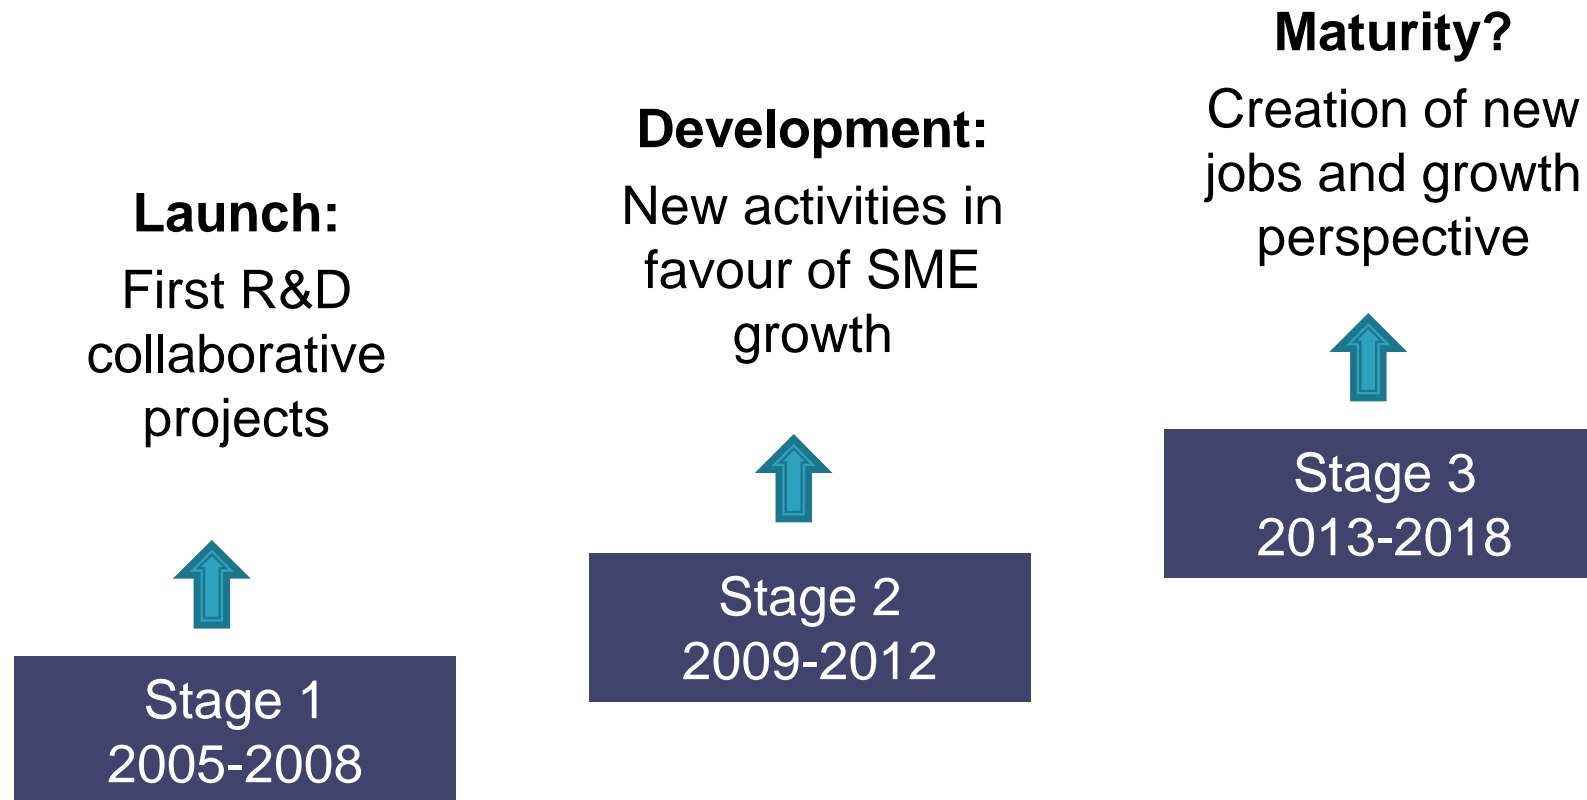 Launch:
First R&D
collaborative
projects
Stage 1
2005-2008
Development:
New activities in
favour of SME
growth
Stage 2
2009-2012
Maturity?
Creation of new
jobs and growth
perspective
Stage 3
2013-2018